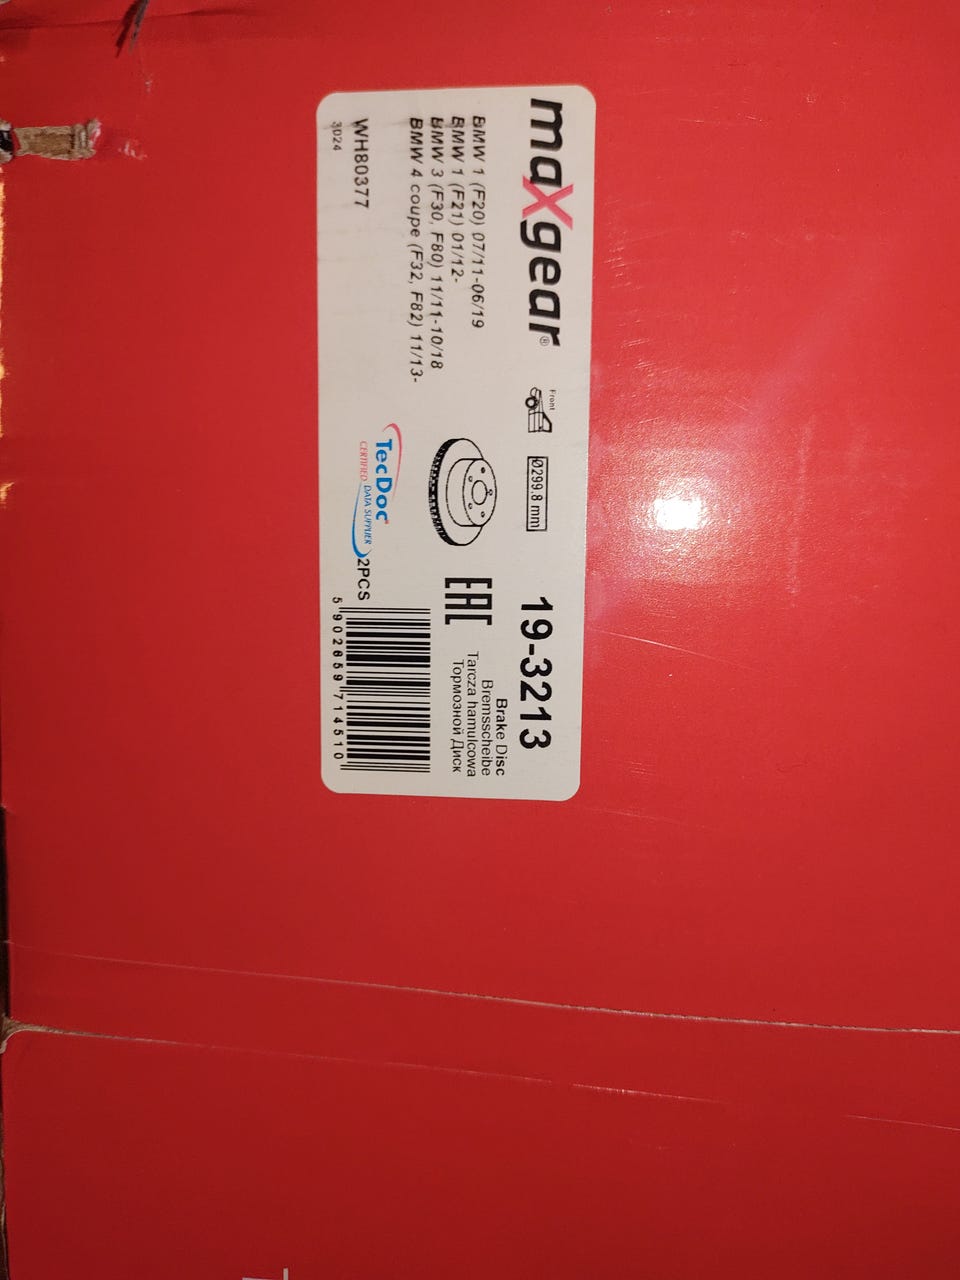 maxgear®
Front
Ø299.8 mm
19-3213
BMW 1 (F20) 07/11-06/19
BMW 1 (F21) 01/12-
BMW 3 (F30, F80) 11/11-10/18
BMW 4 coupe (F32, F82) 11/13-
WH80377
3024
EAC
Brake Disc
Bremsscheibe
Tarcza hamulcowa
Тормозной Диск
TecDoc
CERTIFIED DATA SUPPLIER
2PCS
5 902659 714510